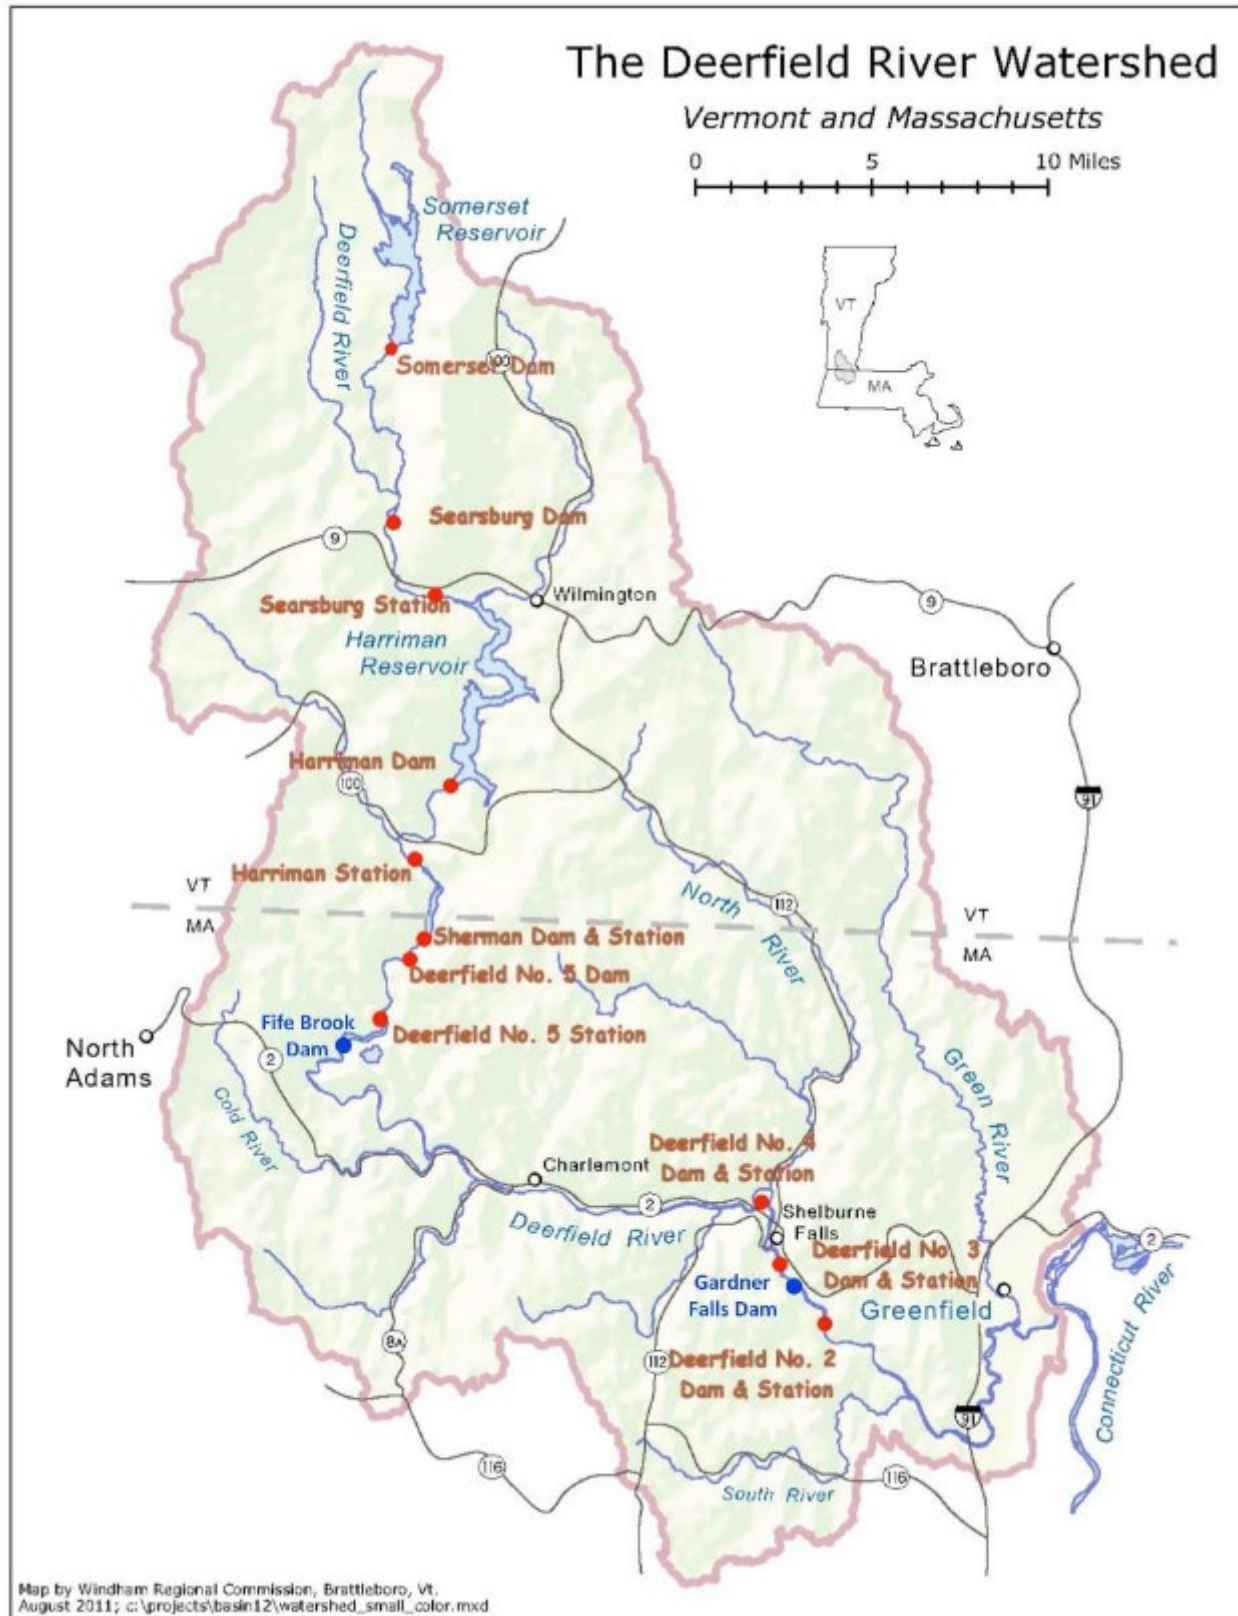 The Deerfield River Watershed
Vermont and Massachusetts
0 5 10 Miles
Somerset
Reservoir
Deerfield River
VT
MA
100
Somerset Dam
Searsburg Dam
9
Wilmington
Searsburg Station
9
Harriman
Reservoir
Brattleboro
Harriman Dam
100
91
Harriman Station
VT
MA
North
River
112
VT
MA
Sherman Dam & Station
Deerfield No. 5 Dam
Fife Brook
Dam
Deerfield No. 5 Station
North
Adams
2
Cold River
Green River
Deerfield No. 4
Dam & Station
Charlemont
2
Deerfield River
Shelburne
Falls
Deerfield No. 3
Dam & Station
2
Gardner
Falls Dam
Greenfield
Connecticut River
8A
112
Deerfield No. 2
Dam & Station
91
116
116
South River
Map by Windham Regional Commission, Brattleboro, Vt.
August 2011; c:\projects\basin12\watershed_small_color.mxd